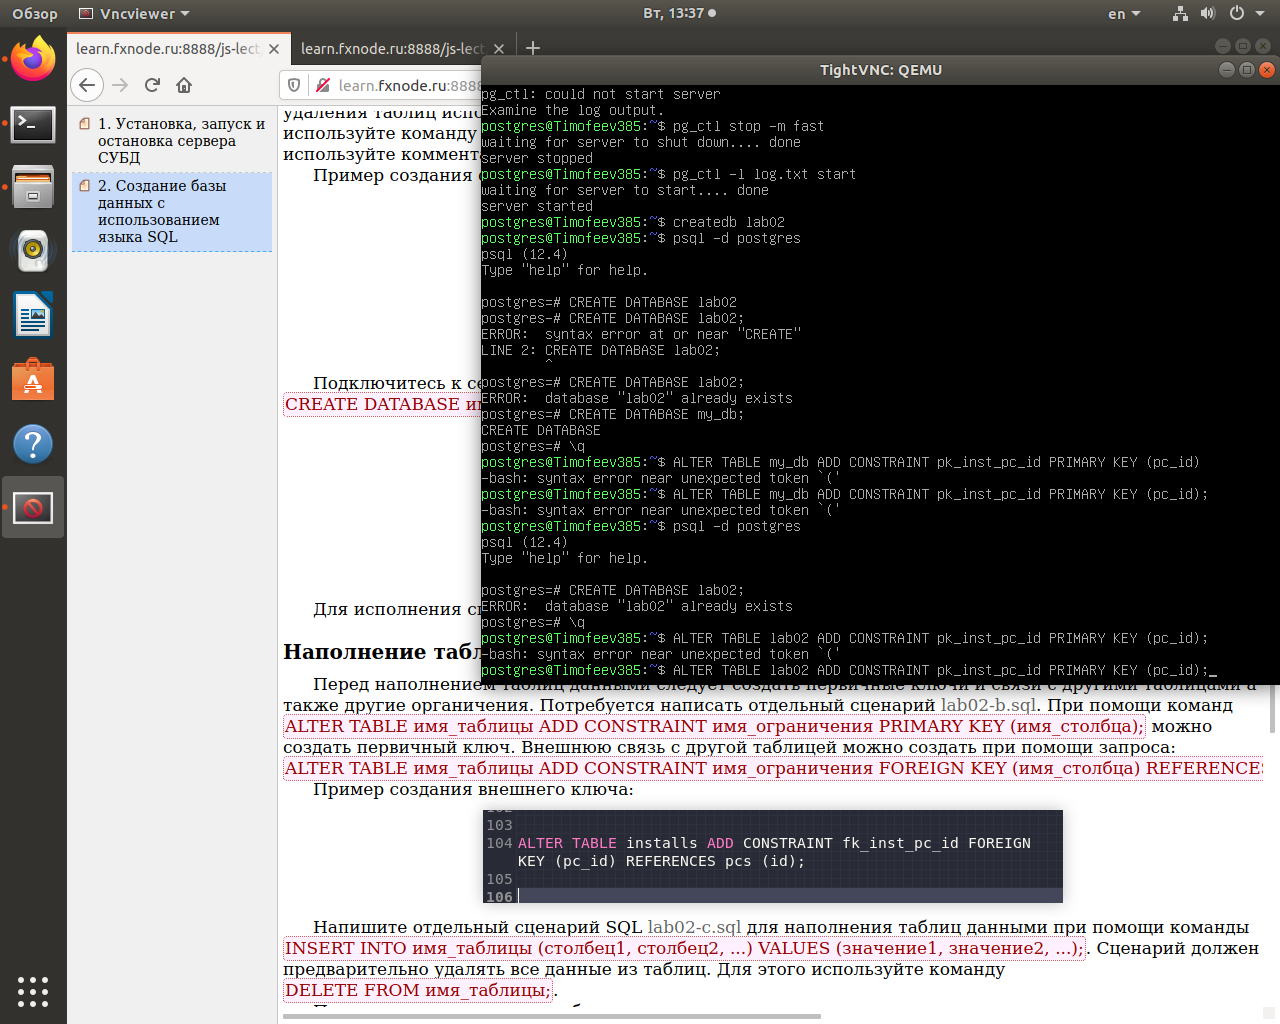 Обзор
Vncviewer
Вт, 13:37
en
learn.fxnode.ru:8888/js-lect
learn.fxnode.ru:8888/js-lect
learn.fxnode.ru:888
1. Установка, запуск и
остановка сервера
СУБД
2. Создание базы
данных с
использованием
языка SQL
удаления таблиц исп
используйте команду
используйте коммент
Пример создания
Подключитесь к се
CREATE DATABASE им
Для исполнения с
Наполнение табл
TightVNC: QEMU
pg_ctl: could not start server
Examine the log output.
postgres@Timofeev385:~$ pg_ctl stop -m fast
waiting for server to shut down.... done
server stopped
postgres@Timofeev385:~$ pg_ctl -l log.txt start
waiting for server to start.... done
server started
postgres@Timofeev385:~$ createdb lab02
postgres@Timofeev385:~$ psql -d postgres
psql (12.4)
Type "help" for help.
postgres=# CREATE DATABASE lab02
postgres-# CREATE DATABASE lab02;
ERROR:  syntax error at or near "CREATE"
LINE 2: CREATE DATABASE lab02;
^
postgres=# CREATE DATABASE lab02;
ERROR:  database "lab02" already exists
postgres=# CREATE DATABASE my_db;
CREATE DATABASE
postgres=# \q
postgres@Timofeev385:~$ ALTER TABLE my_db ADD CONSTRAINT pk_inst_pc_id PRIMARY KEY (pc_id)
-bash: syntax error near unexpected token `('
postgres@Timofeev385:~$ ALTER TABLE my_db ADD CONSTRAINT pk_inst_pc_id PRIMARY KEY (pc_id);
-bash: syntax error near unexpected token `('
postgres@Timofeev385:~$ psql -d postgres
psql (12.4)
Type "help" for help.
postgres=# CREATE DATABASE lab02;
ERROR:  database "lab02" already exists
postgres=# \q
postgres@Timofeev385:~$ ALTER TABLE lab02 ADD CONSTRAINT pk_inst_pc_id PRIMARY KEY (pc_id);
-bash: syntax error near unexpected token `('
postgres@Timofeev385:~$ ALTER TABLE lab02 ADD CONSTRAINT pk_inst_pc_id PRIMARY KEY (pc_id);_
Перед наполнением таблиц данными следует создать первичные ключи и связи с другими таблицами а
также другие органичения. Потребуется написать отдельный сценарий lab02-b.sql. При помощи команд
ALTER TABLE имя_таблицы ADD CONSTRAINT имя_ограничения PRIMARY KEY (имя_столбца); можно
создать первичный ключ. Внешнюю связь с другой таблицей можно создать при помощи запроса:
ALTER TABLE имя_таблицы ADD CONSTRAINT имя_ограничения FOREIGN KEY (имя_столбца) REFERENCES
Пример создания внешнего ключа:
103
104 ALTER TABLE installs ADD CONSTRAINT fk_inst_pc_id FOREIGN
KEY (pc_id) REFERENCES pcs (id);
105
106
Напишите отдельный сценарий SQL lab02-c.sql для наполнения таблиц данными при помощи команды
INSERT INTO имя_таблицы (столбец1, столбец2, ...) VALUES (значение1, значение2, ...);. Сценарий должен
предварительно удалять все данные из таблиц. Для этого используйте команду
DELETE FROM имя_таблицы;.